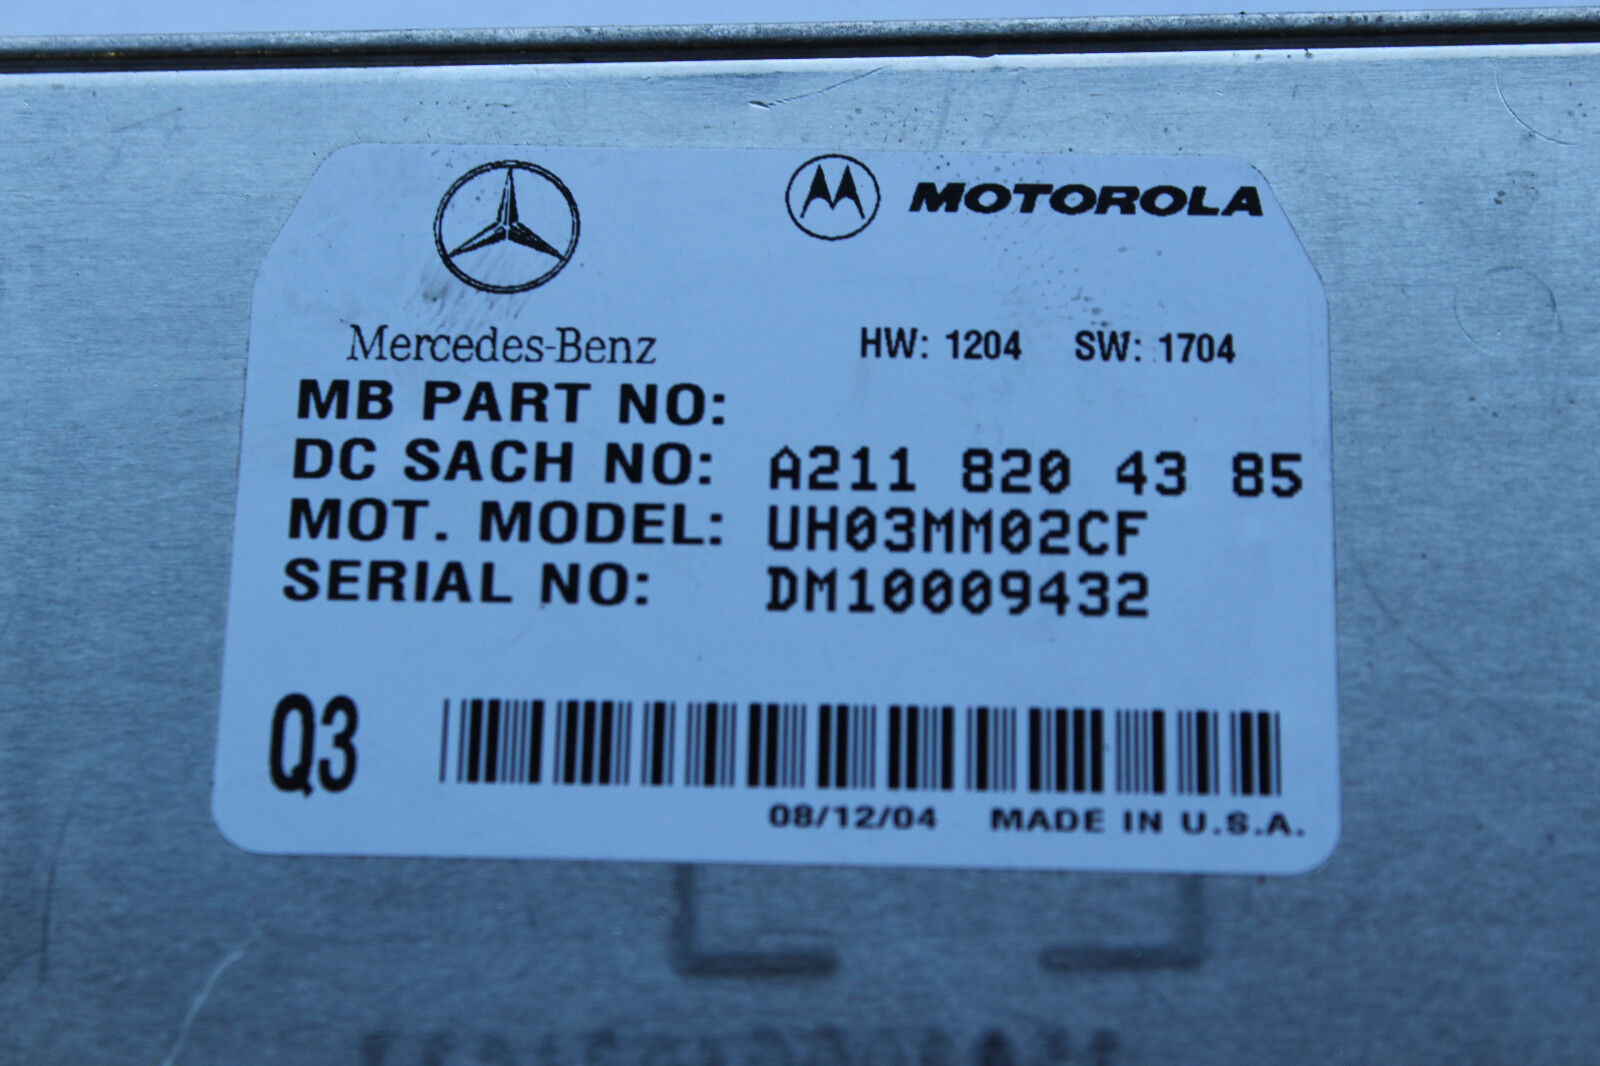 MOTOROLA
Mercedes-Benz
HW: 1204 SW: 1704
MB PART NO:
DC SACH NO: A211 820 43 85
MOT. MODEL: UH03MM02CF
SERIAL NO: DM10009432
Q3
08/12/04 MADE IN U.S.A.